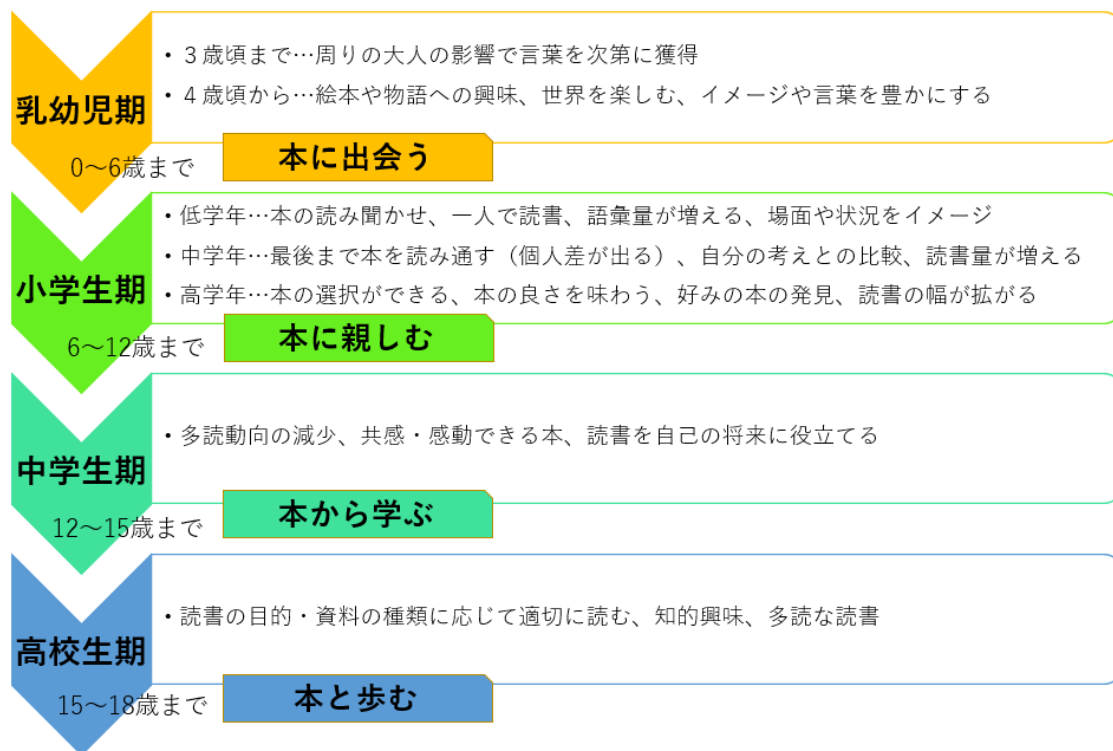 ・３歳頃まで…周りの大人の影響で言葉を次第に獲得
・４歳頃から…絵本や物語への興味、世界を楽しむ、イメージや言葉を豊かにする
乳幼児期
0～6歳まで
本に出会う
・低学年…本の読み聞かせ、一人で読書、語彙量が増える、場面や状況をイメージ
・中学年…最後まで本を読み通す（個人差が出る）、自分の考えとの比較、読書量が増える
・高学年…本の選択ができる、本の良さを味わう、好みの本の発見、読書の幅が拡がる
小学生期
6～12歳まで
本に親しむ
・多読動向の減少、共感・感動できる本、読書を自己の将来に役立てる
中学生期
12～15歳まで
本から学ぶ
・読書の目的・資料の種類に応じて適切に読む、知的興味、多読な読書
高校生期
15～18歳まで
本と歩む